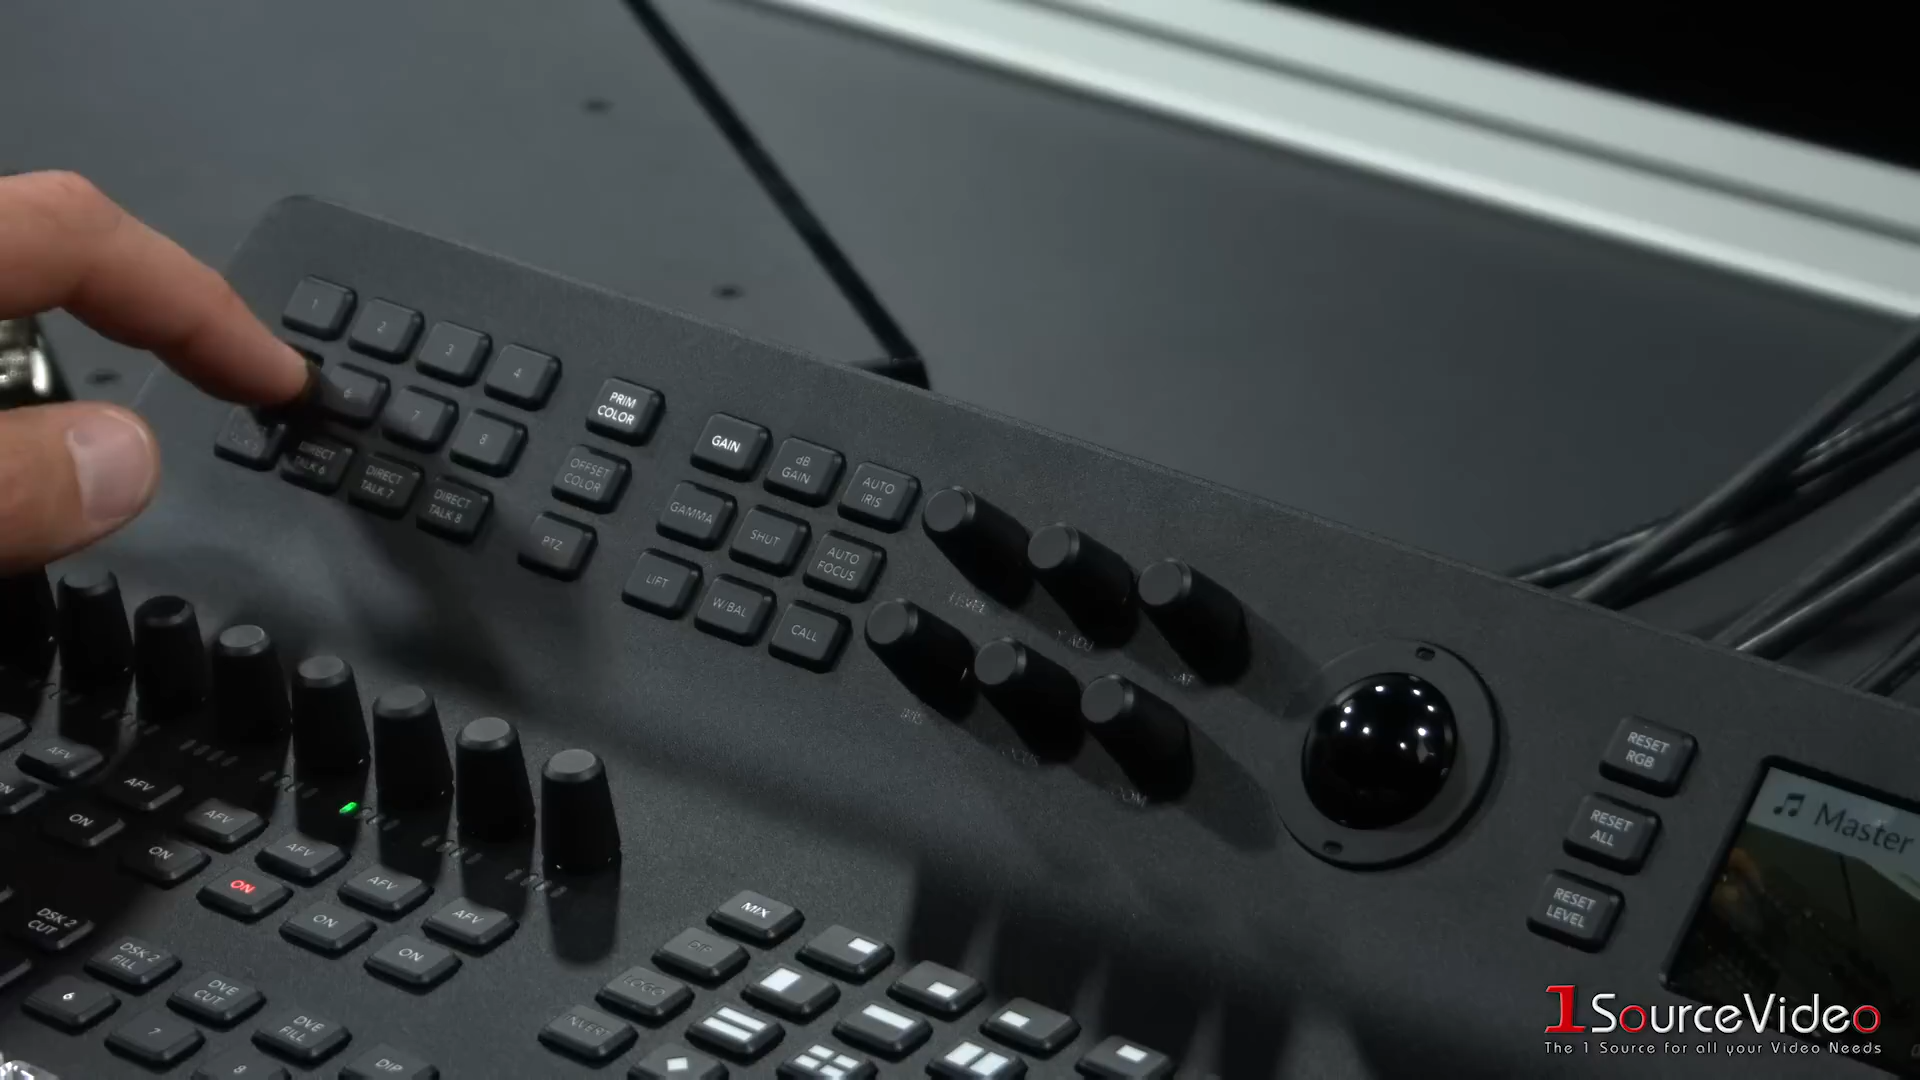 1
2
3
4
6
7
8
DIRECT
TALK 6
DIRECT
TALK 7
DIRECT
TALK 8
PRIM
COLOR
OFFSET
COLOR
PTZ
GAIN
dB
GAIN
AUTO
IRIS
GAMMA
SHUT
AUTO
FOCUS
LIFT
W/BAL
CALL
LEVEL
RESET
RGB
RESET
ALL
RESET
LEVEL
Master
AFV
AFV
AFV
AFV
AFV
AFV
ON
ON
ON
ON
ON
DSK 2
CUT
DSK 2
FILL
DVE
CUT
DVE
FILL
DIP
6
7
8
MIX
DIP
LOGO
INVERT
1SourceVideo
The 1 Source for all your Video Needs